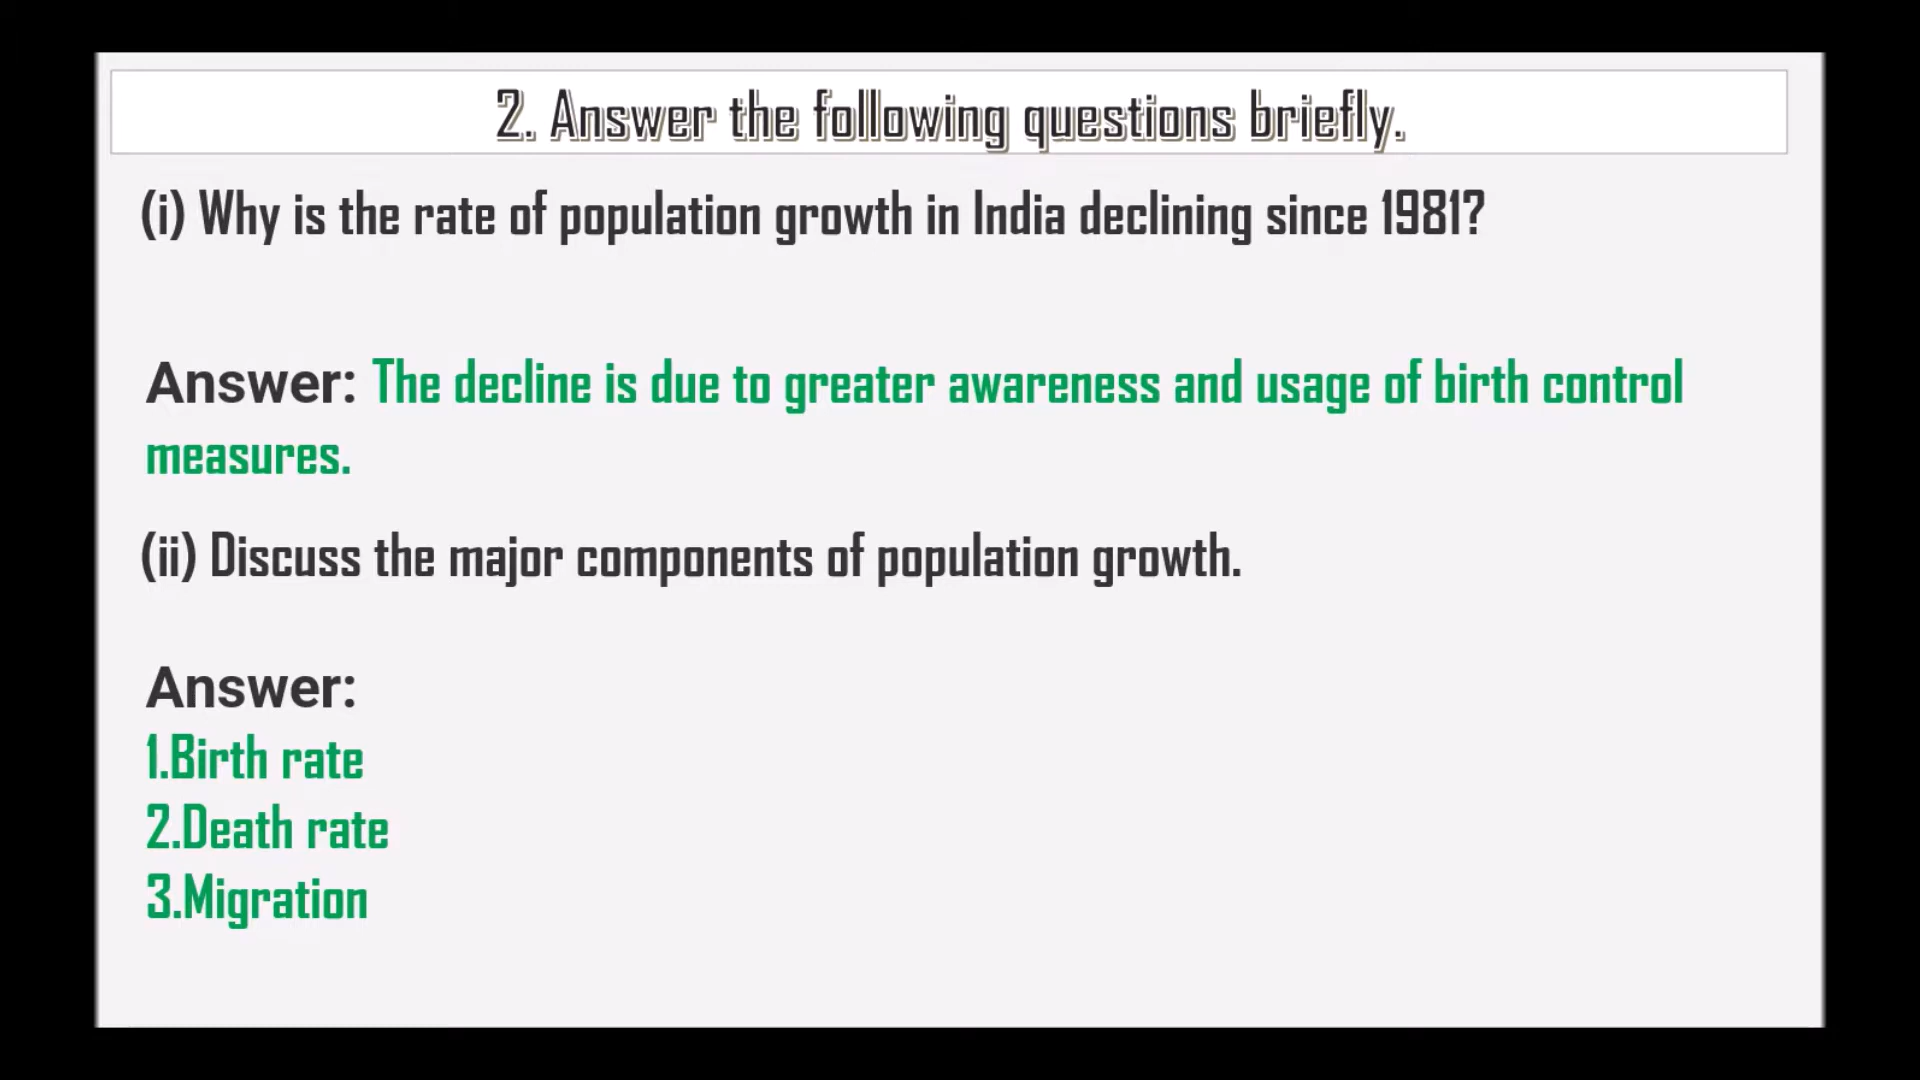 2. Answer the following questions briefly.
(i) Why is the rate of population growth in India declining since 1981?
Answer: The decline is due to greater awareness and usage of birth control
measures.
(ii) Discuss the major components of population growth.
Answer:
1.Birth rate
2.Death rate
3.Migration